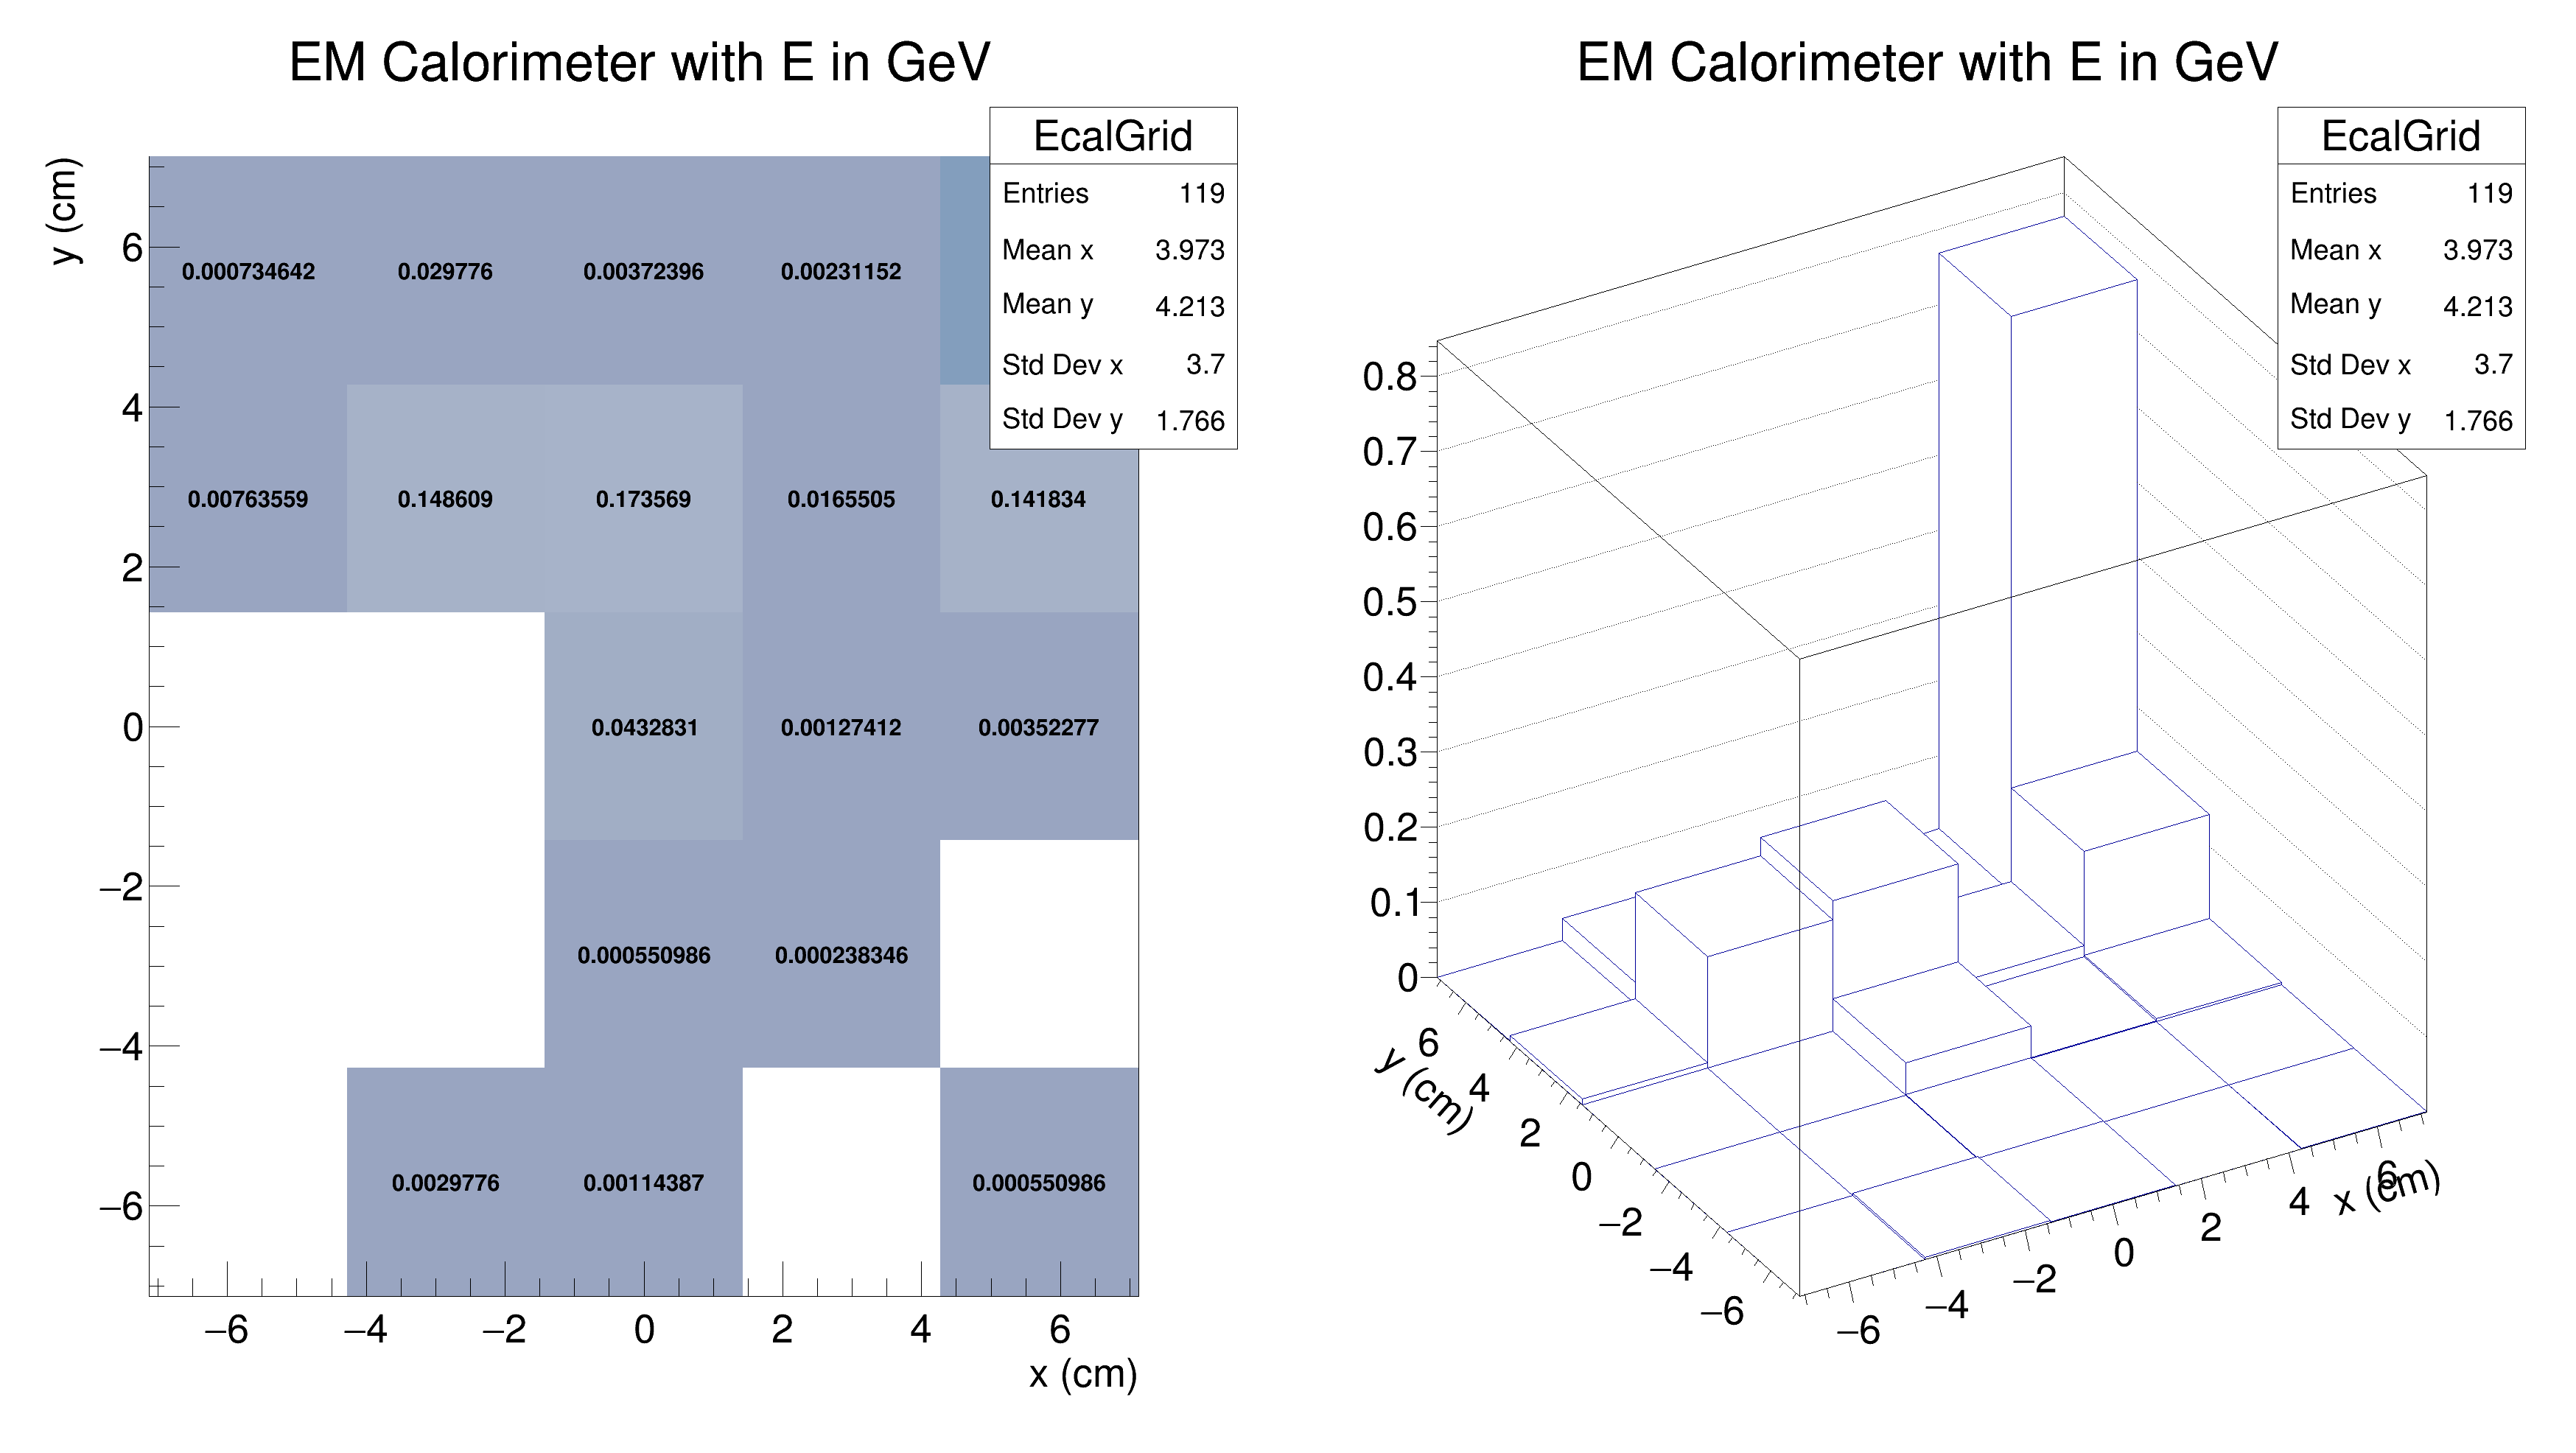 EM Calorimeter with E in GeV
EcalGrid
Entries 119
Mean x 3.973
Mean y 4.213
Std Dev x 3.7
Std Dev y 1.766
y (cm)
6
4
2
0
−2
−4
−6
0.000734642 0.029776 0.00372396 0.00231152
0.00763559 0.148609 0.173569 0.0165505 0.141834
0.0432831 0.00127412 0.00352277
0.000550986 0.000238346
0.0029776 0.00114387 0.000550986
−6 −4 −2 0 2 4 6
x (cm)
EM Calorimeter with E in GeV
EcalGrid
Entries 119
Mean x 3.973
Mean y 4.213
Std Dev x 3.7
Std Dev y 1.766
0.8
0.7
0.6
0.5
0.4
0.3
0.2
0.1
0
y (cm)
6
4
2
0
−2
−4
−6
−6 −4 −2 0 2 4 6
x (cm)